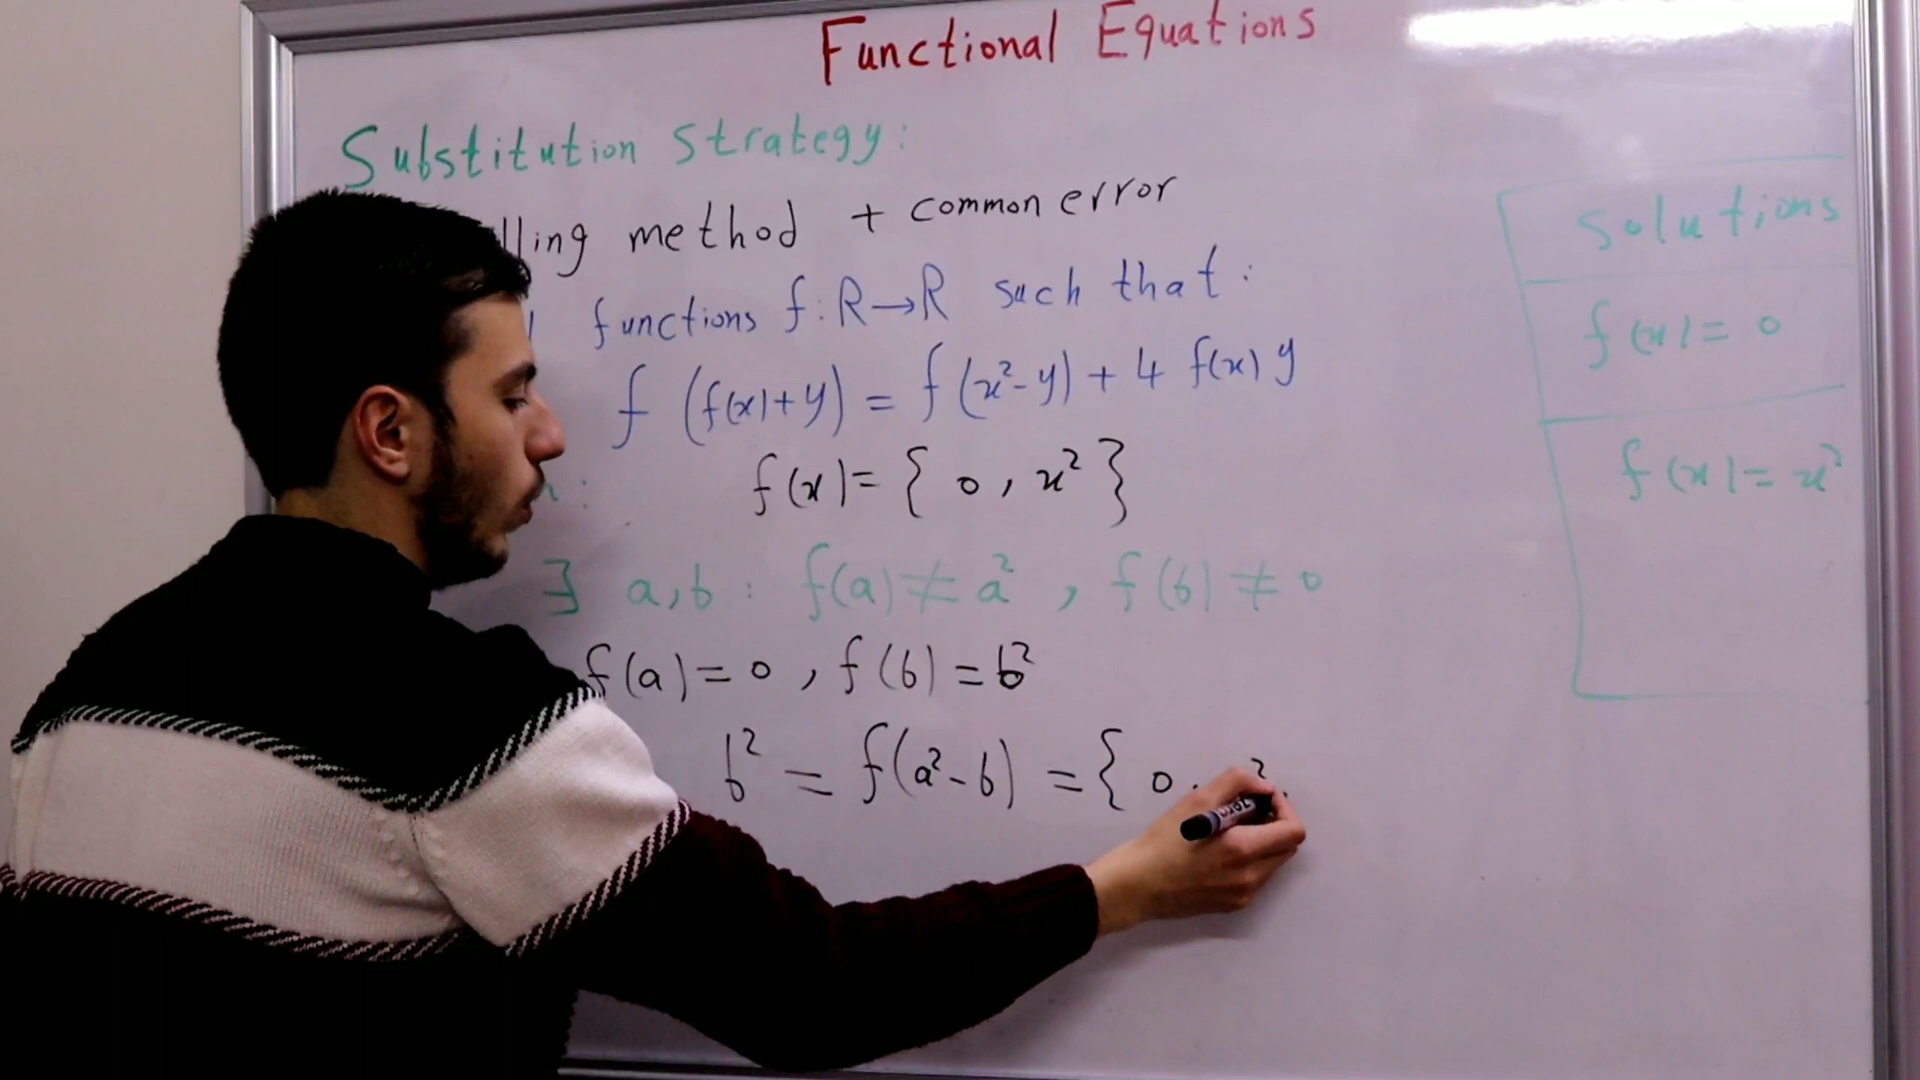 Functional Equations
Substitution strategy:
method + common error
functions f: R→R such that:
f (f(x)+y) = f(x²-y) + 4 f(x) y
f(x) = { 0, x² }
∃ a,b : f(a) ≠ a² , f(b) ≠ 0
f(a) = 0 , f(b) = b²
b² = f(a²-b) = { 0
Solutions
f(x) = 0
f(x) = x²